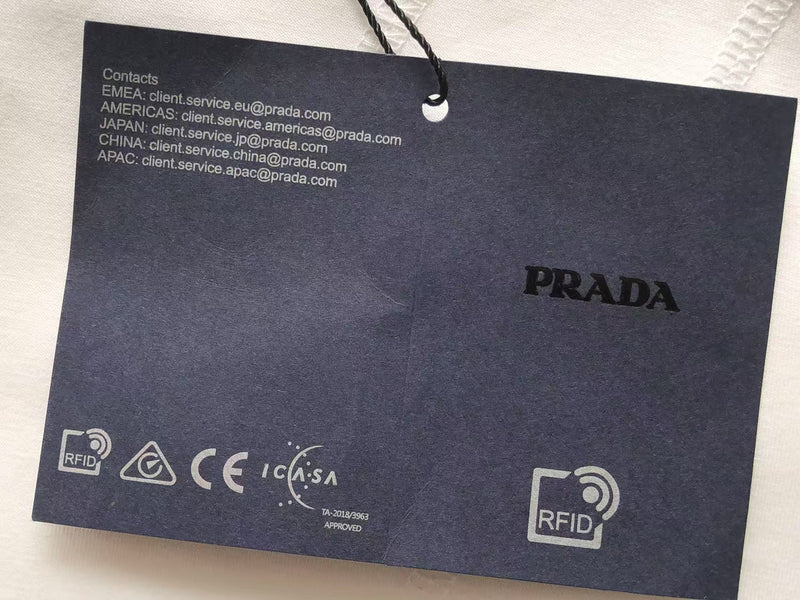 Contacts
EMEA: client.service.eu@prada.com
AMERICAS: client.service.americas@prada.com
JAPAN: client.service.jp@prada.com
CHINA: client.service.china@prada.com
APAC: client.service.apac@prada.com
PRADA
RFID
CE
ICASA
TA-2018/3963
APPROVED
RFID